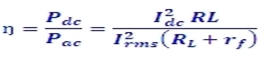 η = P_dc / P_ac = I²_dc RL / I²_rms(R_L + r_f)